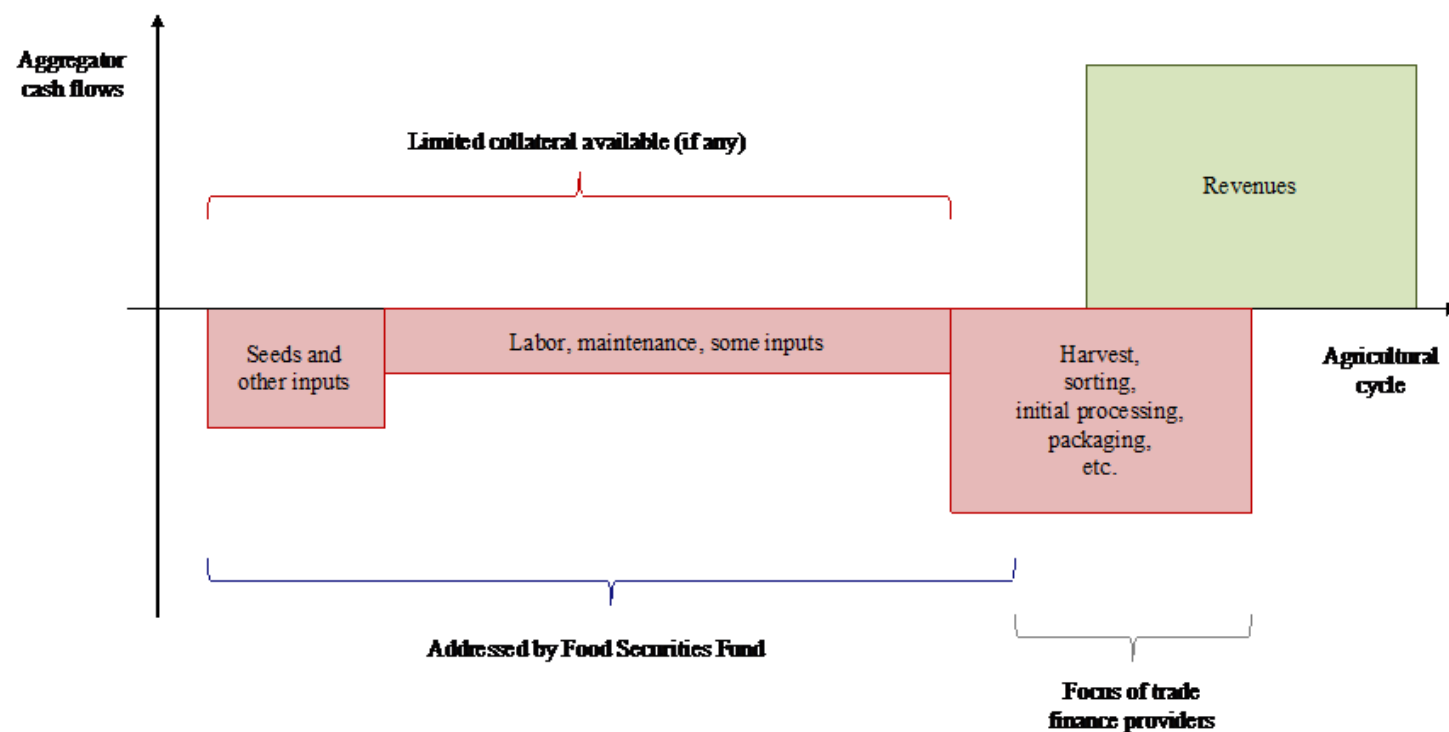 Aggregator
cash flows
Limited collateral available (if any)
Revenues
Seeds and
other inputs
Labor, maintenance, some inputs
Harvest,
sorting,
initial processing,
packaging,
etc.
Agricultural
cycle
Addressed by Food Securities Fund
Focus of trade
finance providers